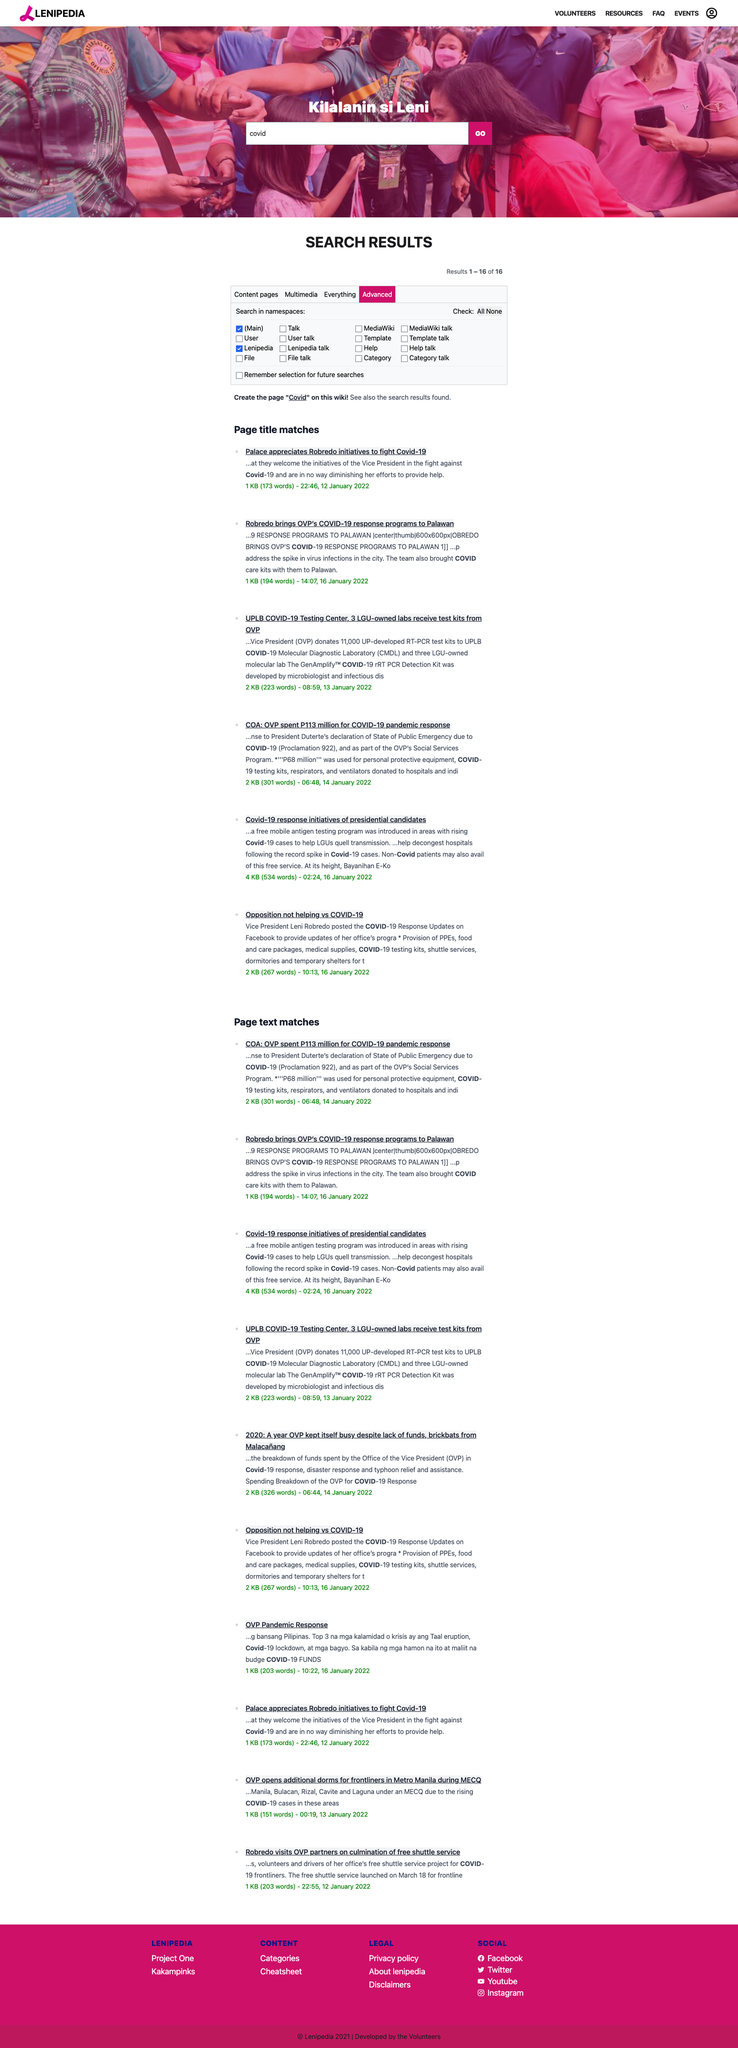 LENIPEDIA
VOLUNTEERS RESOURCES FAQ EVENTS
Kilalanin si Leni
covid GO
SEARCH RESULTS
Results 1 – 16 of 16
Content pages Multimedia Everything Advanced
Search in namespaces: Check: All None
(Main) Talk MediaWiki MediaWiki talk
User User talk Template Template talk
Lenipedia Lenipedia talk Help Help talk
File File talk Category Category talk
Remember selection for future searches
Create the page "Covid" on this wiki! See also the search results found.
Page title matches
Palace appreciates Robredo initiatives to fight Covid-19
...at they welcome the initiatives of the Vice President in the fight against
Covid-19 and are in no way diminishing her efforts to provide help.
1 KB (173 words) - 22:46, 12 January 2022
Robredo brings OVP's COVID-19 response programs to Palawan
...9 RESPONSE PROGRAMS TO PALAWAN |center|thumb|600x600px|OBREDO
BRINGS OVP'S COVID-19 RESPONSE PROGRAMS TO PALAWAN 1]] ...p
address the spike in virus infections in the city. The team also brought COVID
care kits with them to Palawan.
1 KB (194 words) - 14:07, 16 January 2022
UPLB COVID-19 Testing Center, 3 LGU-owned labs receive test kits from
OVP
...Vice President (OVP) donates 11,000 UP-developed RT-PCR test kits to UPLB
COVID-19 Molecular Diagnostic Laboratory (CMDL) and three LGU-owned
molecular lab The GenAmplify™ COVID-19 rRT PCR Detection Kit was
developed by microbiologist and infectious dis
2 KB (223 words) - 08:59, 13 January 2022
COA: OVP spent P113 million for COVID-19 pandemic response
...nse to President Duterte's declaration of State of Public Emergency due to
COVID-19 (Proclamation 922), and as part of the OVP's Social Services
Program. *'''P68 million''' was used for personal protective equipment, COVID-
19 testing kits, respirators, and ventilators donated to hospitals and indi
2 KB (301 words) - 06:48, 14 January 2022
Covid-19 response initiatives of presidential candidates
...a free mobile antigen testing program was introduced in areas with rising
Covid-19 cases to help LGUs quell transmission. ...help decongest hospitals
following the record spike in Covid-19 cases. Non-Covid patients may also avail
of this free service. At its height, Bayanihan E-Ko
4 KB (534 words) - 02:24, 16 January 2022
Opposition not helping vs COVID-19
Vice President Leni Robredo posted the COVID-19 Response Updates on
Facebook to provide updates of her office's progra * Provision of PPEs, food
and care packages, medical supplies, COVID-19 testing kits, shuttle services,
dormitories and temporary shelters for t
2 KB (267 words) - 10:13, 16 January 2022
Page text matches
COA: OVP spent P113 million for COVID-19 pandemic response
...nse to President Duterte's declaration of State of Public Emergency due to
COVID-19 (Proclamation 922), and as part of the OVP's Social Services
Program. *'''P68 million''' was used for personal protective equipment, COVID-
19 testing kits, respirators, and ventilators donated to hospitals and indi
2 KB (301 words) - 06:48, 14 January 2022
Robredo brings OVP's COVID-19 response programs to Palawan
...9 RESPONSE PROGRAMS TO PALAWAN |center|thumb|600x600px|OBREDO
BRINGS OVP'S COVID-19 RESPONSE PROGRAMS TO PALAWAN 1]] ...p
address the spike in virus infections in the city. The team also brought COVID
care kits with them to Palawan.
1 KB (194 words) - 14:07, 16 January 2022
Covid-19 response initiatives of presidential candidates
...a free mobile antigen testing program was introduced in areas with rising
Covid-19 cases to help LGUs quell transmission. ...help decongest hospitals
following the record spike in Covid-19 cases. Non-Covid patients may also avail
of this free service. At its height, Bayanihan E-Ko
4 KB (534 words) - 02:24, 16 January 2022
UPLB COVID-19 Testing Center, 3 LGU-owned labs receive test kits from
OVP
...Vice President (OVP) donates 11,000 UP-developed RT-PCR test kits to UPLB
COVID-19 Molecular Diagnostic Laboratory (CMDL) and three LGU-owned
molecular lab The GenAmplify™ COVID-19 rRT PCR Detection Kit was
developed by microbiologist and infectious dis
2 KB (223 words) - 08:59, 13 January 2022
2020: A year OVP kept itself busy despite lack of funds, brickbats from
Malacañang
...the breakdown of funds spent by the Office of the Vice President (OVP) in
Covid-19 response, disaster response and typhoon relief and assistance.
Spending Breakdown of the OVP for COVID-19 Response
2 KB (326 words) - 06:44, 14 January 2022
Opposition not helping vs COVID-19
Vice President Leni Robredo posted the COVID-19 Response Updates on
Facebook to provide updates of her office's progra * Provision of PPEs, food
and care packages, medical supplies, COVID-19 testing kits, shuttle services,
dormitories and temporary shelters for t
2 KB (267 words) - 10:13, 16 January 2022
OVP Pandemic Response
...g bansang Pilipinas. Top 3 na mga kalamidad o krisis ay ang Taal eruption,
Covid-19 lockdown, at mga bagyo. Sa kabila ng mga hamon na ito at maliit na
budget COVID-19 FUNDS
1 KB (203 words) - 10:22, 16 January 2022
Palace appreciates Robredo initiatives to fight Covid-19
...at they welcome the initiatives of the Vice President in the fight against
Covid-19 and are in no way diminishing her efforts to provide help.
1 KB (173 words) - 22:46, 12 January 2022
OVP opens additional dorms for frontliners in Metro Manila during MECQ
...Manila, Bulacan, Rizal, Cavite and Laguna under an MECQ due to the rising
COVID-19 cases in these areas
1 KB (151 words) - 00:19, 13 January 2022
Robredo visits OVP partners on culmination of free shuttle service
...s, volunteers and drivers of her office's free shuttle service project for COVID-
19 frontliners. The free shuttle service launched on March 18 for frontline
1 KB (203 words) - 22:55, 12 January 2022
LENIPEDIA CONTENT LEGAL SOCIAL
Project One Categories Privacy policy Facebook
Kakampinks Cheatsheet About lenipedia Twitter
Disclaimers Youtube
Instagram
© Lenipedia 2021 | Developed by the Volunteers